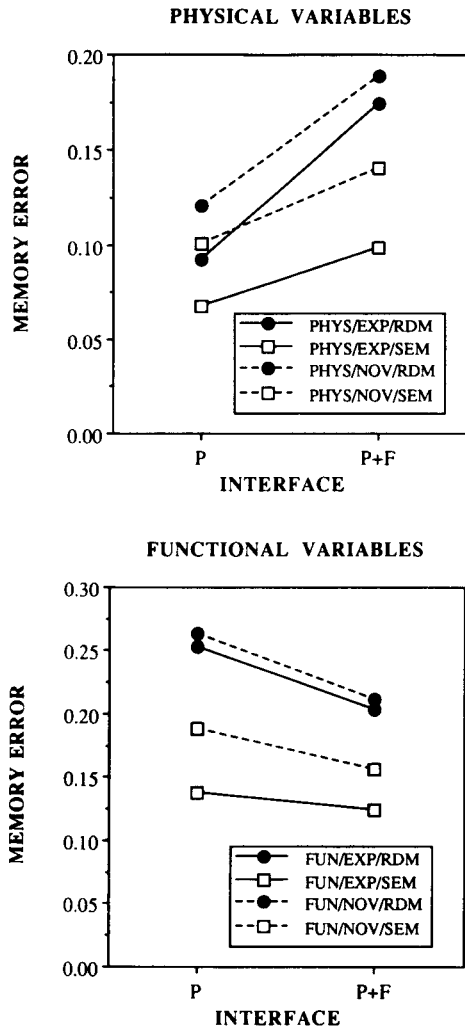 PHYSICAL VARIABLES
0.20
0.15
0.10
0.05
0.00
MEMORY ERROR
PHYS/EXP/RDM
PHYS/EXP/SEM
PHYS/NOV/RDM
PHYS/NOV/SEM
P P+F
INTERFACE
FUNCTIONAL VARIABLES
0.30
0.25
0.20
0.15
0.10
0.05
0.00
MEMORY ERROR
FUN/EXP/RDM
FUN/EXP/SEM
FUN/NOV/RDM
FUN/NOV/SEM
P P+F
INTERFACE